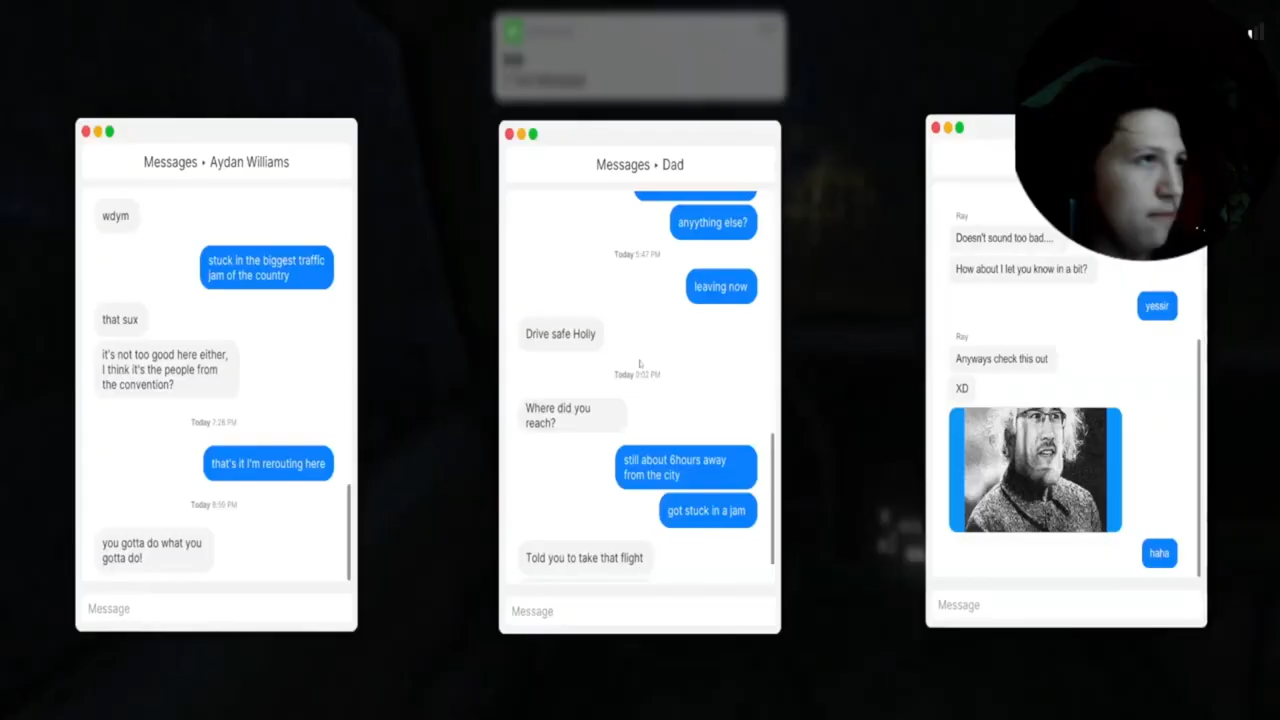 Messages ▸ Aydan Williams
wdym
stuck in the biggest traffic
jam of the country
that sux
it's not too good here either,
I think it's the people from
the convention?
Today 7:28 PM
that's it I'm rerouting here
Today 8:59 PM
you gotta do what you
gotta do!
Message
Messages ▸ Dad
anyything else?
Today 5:47 PM
leaving now
Drive safe Holly
Today PM
Where did you
reach?
still about 6hours away
from the city
got stuck in a jam
Told you to take that flight
Message
Ray
Doesn't sound too bad....
How about I let you know in a bit?
yessir
Ray
Anyways check this out
XD
haha
Message